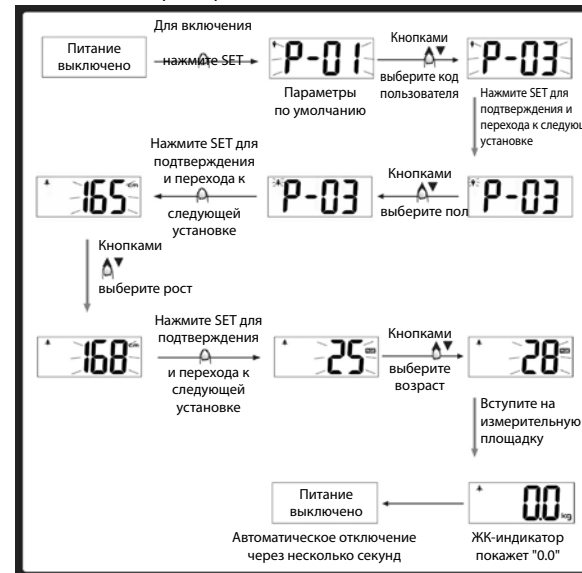 Питание
выключено
Для включения
нажмите SET
P-01
Параметры
по умолчанию
Кнопками
выберите код
пользователя
P-03
Нажмите SET для
подтверждения и
перехода к следующ
установке
P-03
Кнопками
выберите пол
P-03
Нажмите SET для
подтверждения
и перехода к
следующей
установке
165 cm
Кнопками
выберите рост
168 cm
Нажмите SET для
подтверждения
и перехода к
следующей
установке
25
Кнопками
выберите
возраст
28
Вступите на
измерительную
площадку
0.0 kg
ЖК-индикатор
покажет "0.0"
Питание
выключено
Автоматическое отключение
через несколько секунд